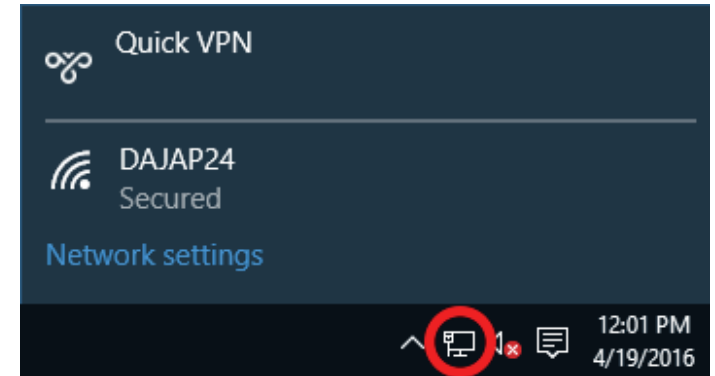 Quick VPN
DAJAP24
Secured
Network settings
12:01 PM
4/19/2016